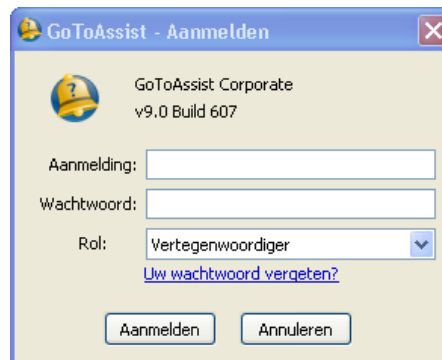 GoToAssist - Aanmelden
GoToAssist Corporate
v9.0 Build 607
Aanmelding:
Wachtwoord:
Rol: Vertegenwoordiger
Uw wachtwoord vergeten?
Aanmelden Annuleren